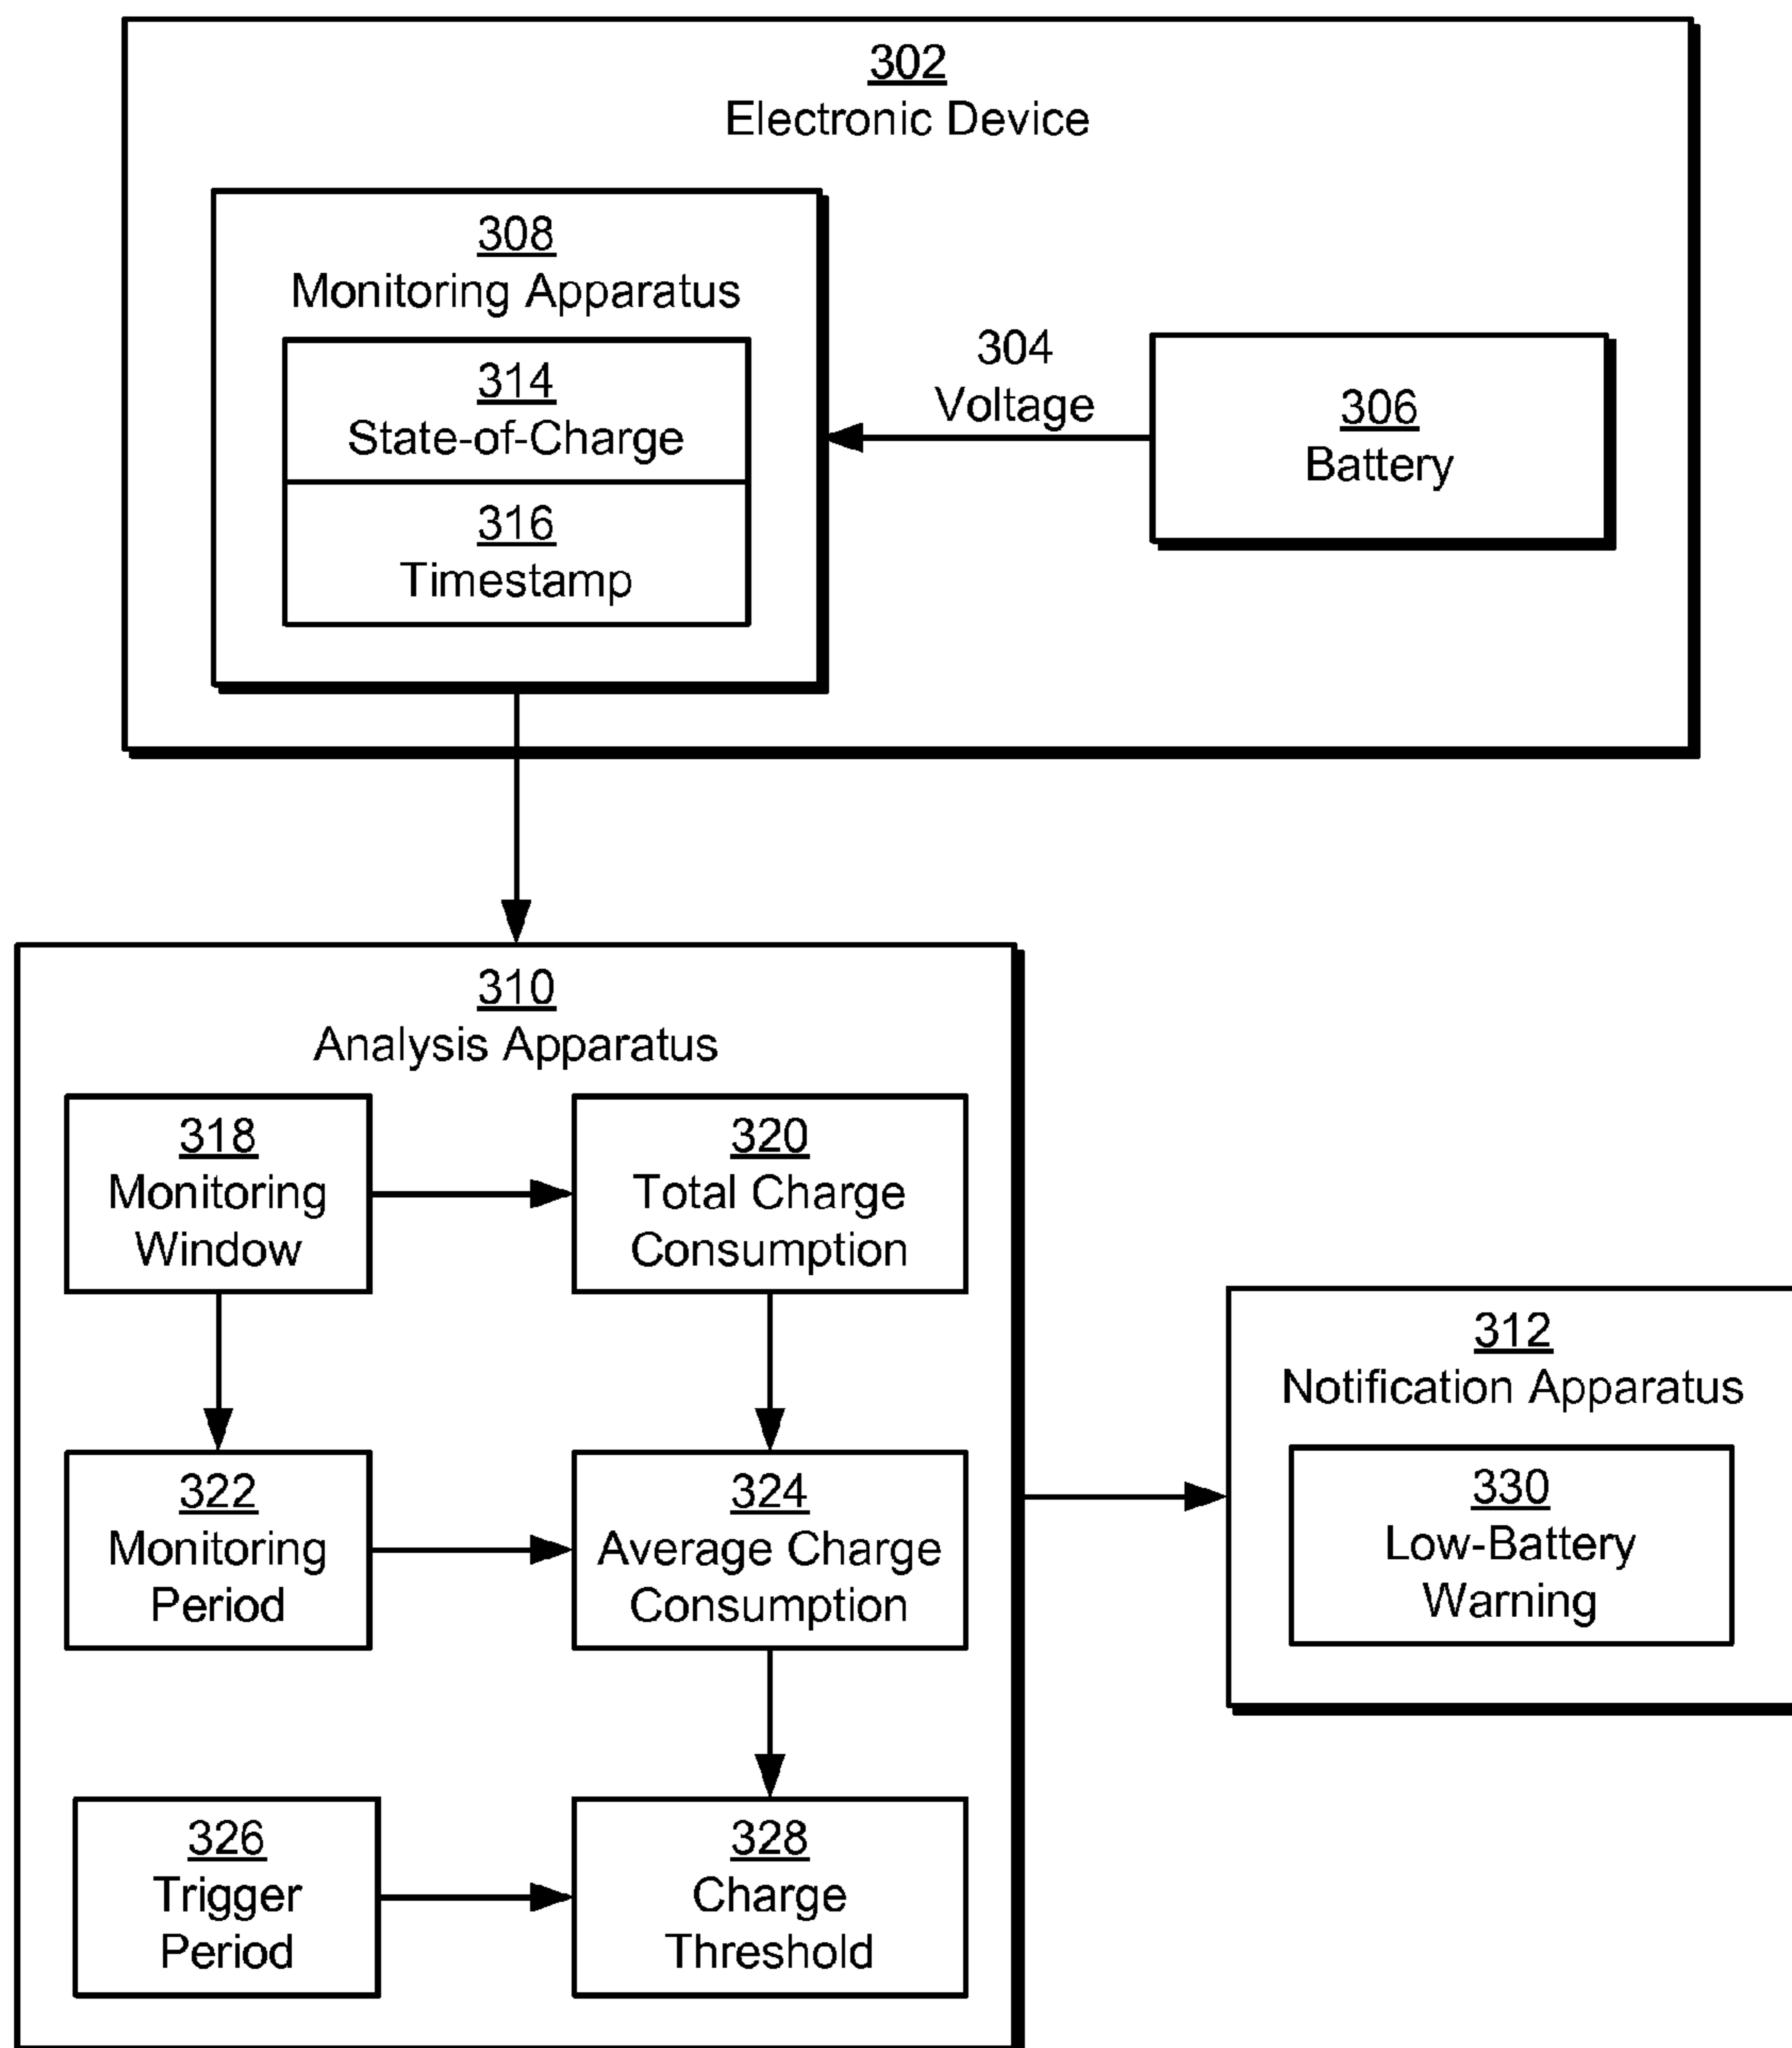 302
Electronic Device
308
Monitoring Apparatus
314
State-of-Charge
316
Timestamp
304
Voltage
306
Battery
310
Analysis Apparatus
318
Monitoring
Window
320
Total Charge
Consumption
322
Monitoring
Period
324
Average Charge
Consumption
326
Trigger
Period
328
Charge
Threshold
312
Notification Apparatus
330
Low-Battery
Warning